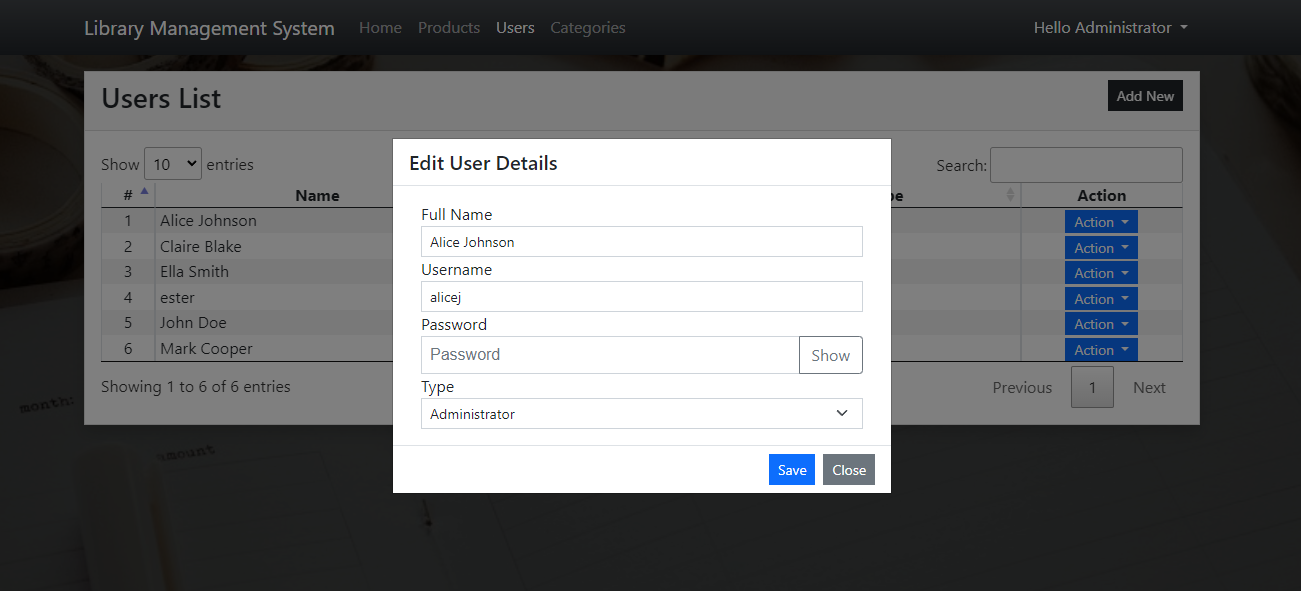 Library Management System Home Products Users Categories Hello Administrator
Users List Add New
Show 10 entries Search:
# Name Action
1 Alice Johnson Action
2 Claire Blake Action
3 Ella Smith Action
4 ester Action
5 John Doe Action
6 Mark Cooper Action
Showing 1 to 6 of 6 entries Previous 1 Next
Edit User Details
Full Name
Alice Johnson
Username
alicej
Password
Password Show
Type
Administrator
Save Close
month:
amount